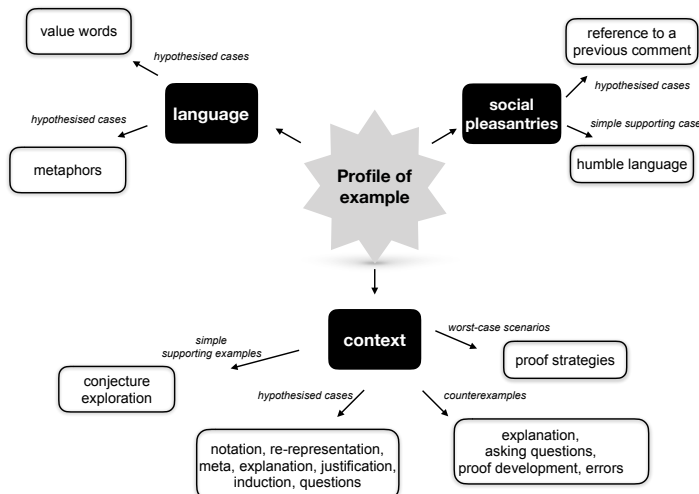 value words
hypothesised cases
language
hypothesised cases
metaphors
reference to a
previous comment
hypothesised cases
social
pleasantries
simple supporting case
humble language
Profile of
example
context
worst-case scenarios
proof strategies
simple
supporting examples
conjecture
exploration
hypothesised cases
notation, re-representation,
meta, explanation, justification,
induction, questions
counterexamples
explanation,
asking questions,
proof development, errors